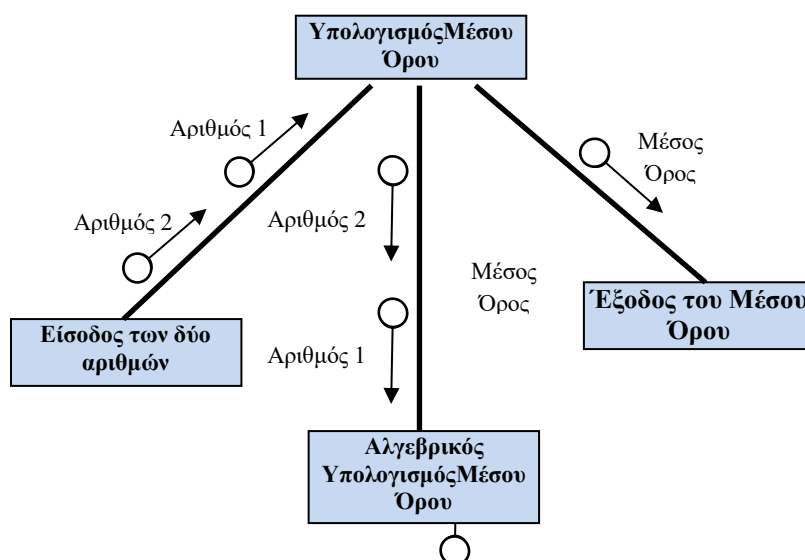 ΥπολογισμόςΜέσου
Όρου
Αριθμός 1
Μέσος
Όρος
Αριθμός 2
Αριθμός 2
Μέσος
Όρος
Έξοδος του Μέσου
Όρου
Είσοδος των δύο
αριθμών
Αριθμός 1
Αλγεβρικός
ΥπολογισμόςΜέσου
Όρου